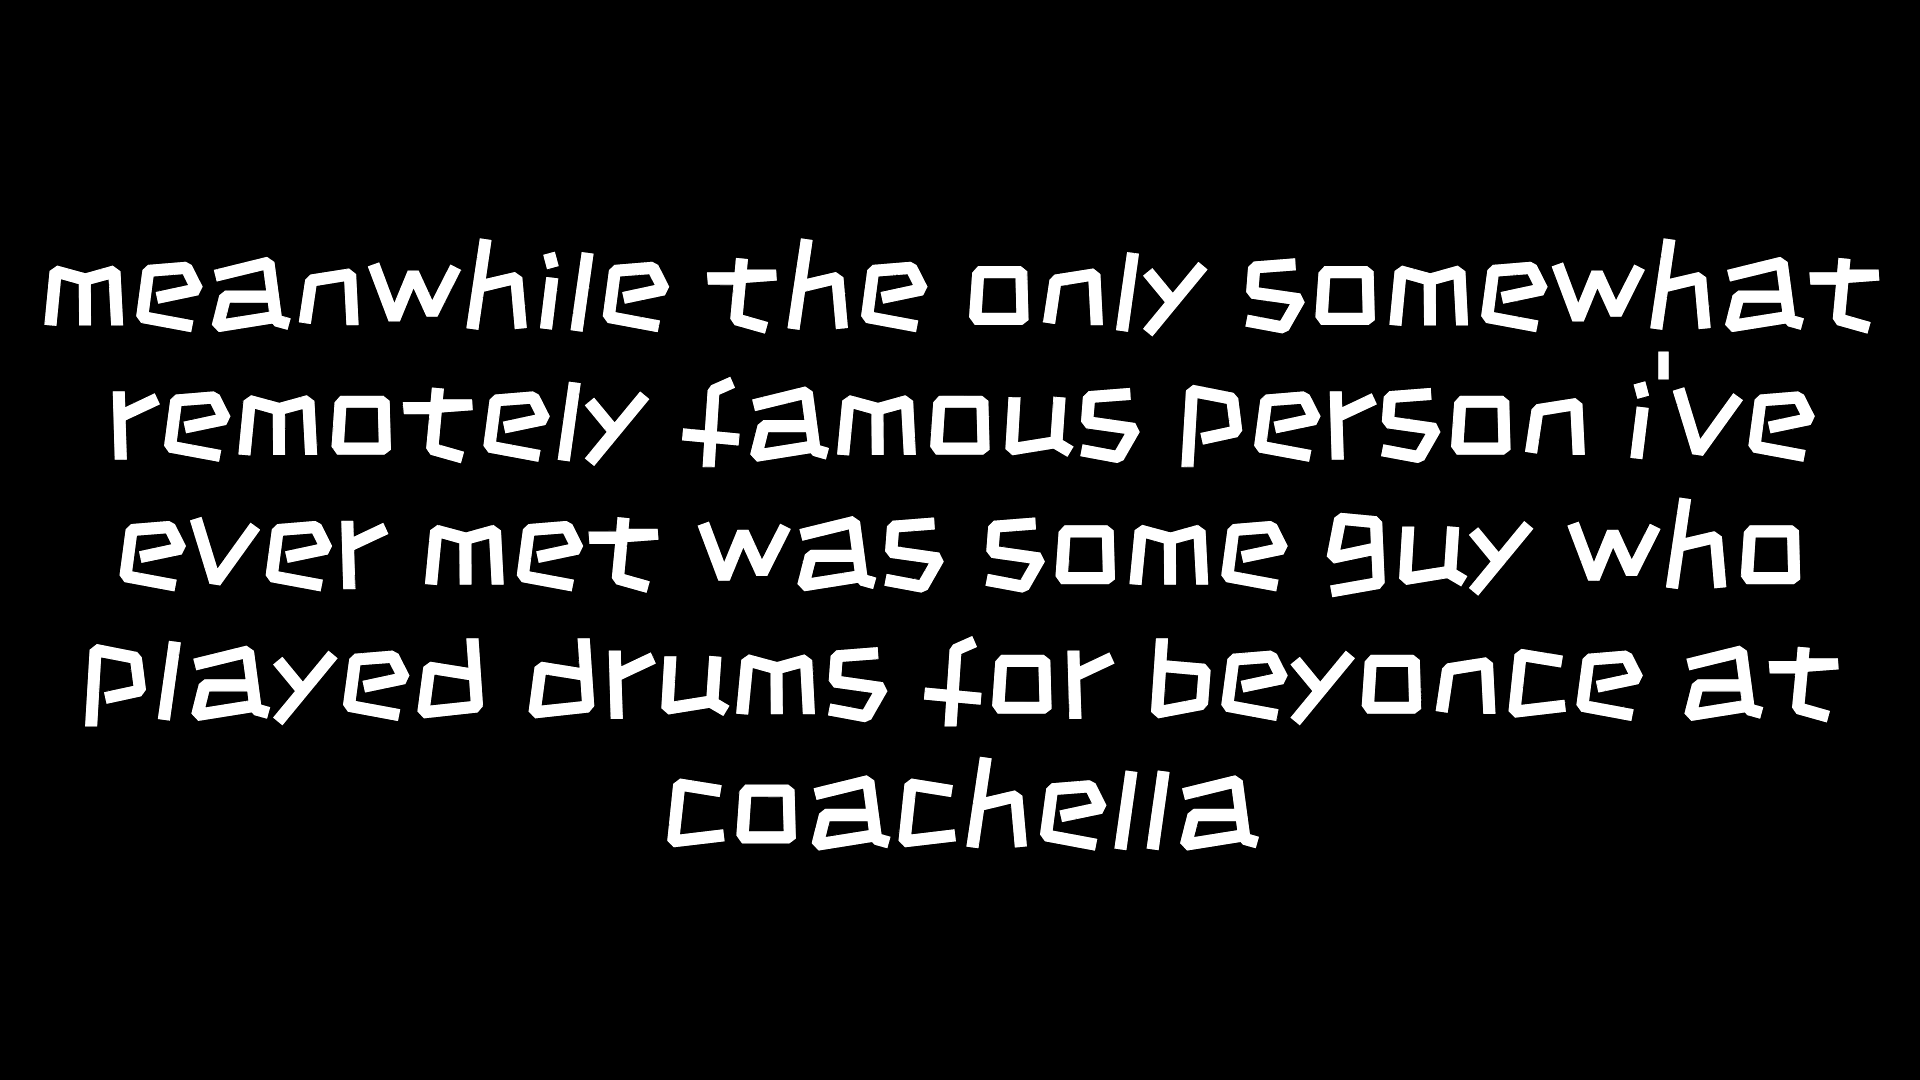 meanwhile the only somewhat
remotely famous person i've
ever met was some guy who
played drums for beyonce at
coachella